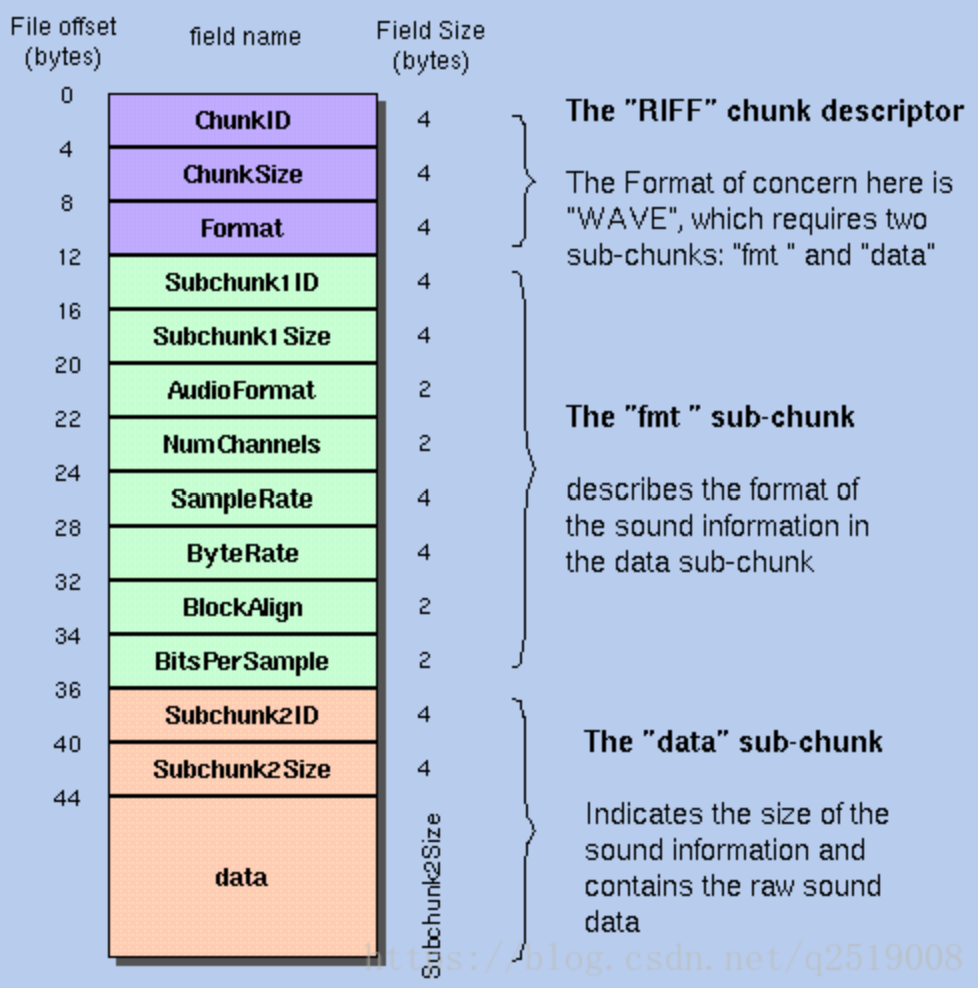 File offset
(bytes)
field name
Field Size
(bytes)
0
ChunkID
4
4
ChunkSize
4
8
Format
4
12
Subchunk1ID
4
16
Subchunk1Size
4
20
AudioFormat
2
22
NumChannels
2
24
SampleRate
4
28
ByteRate
4
32
BlockAlign
2
34
BitsPerSample
2
36
Subchunk2ID
4
40
Subchunk2Size
4
44
data
Subchunk2Size
The "RIFF" chunk descriptor
The Format of concern here is
"WAVE", which requires two
sub-chunks: "fmt " and "data"
The "fmt " sub-chunk
describes the format of
the sound information in
the data sub-chunk
The "data" sub-chunk
Indicates the size of the
sound information and
contains the raw sound
data
https://blog.csdn.net/q2519008